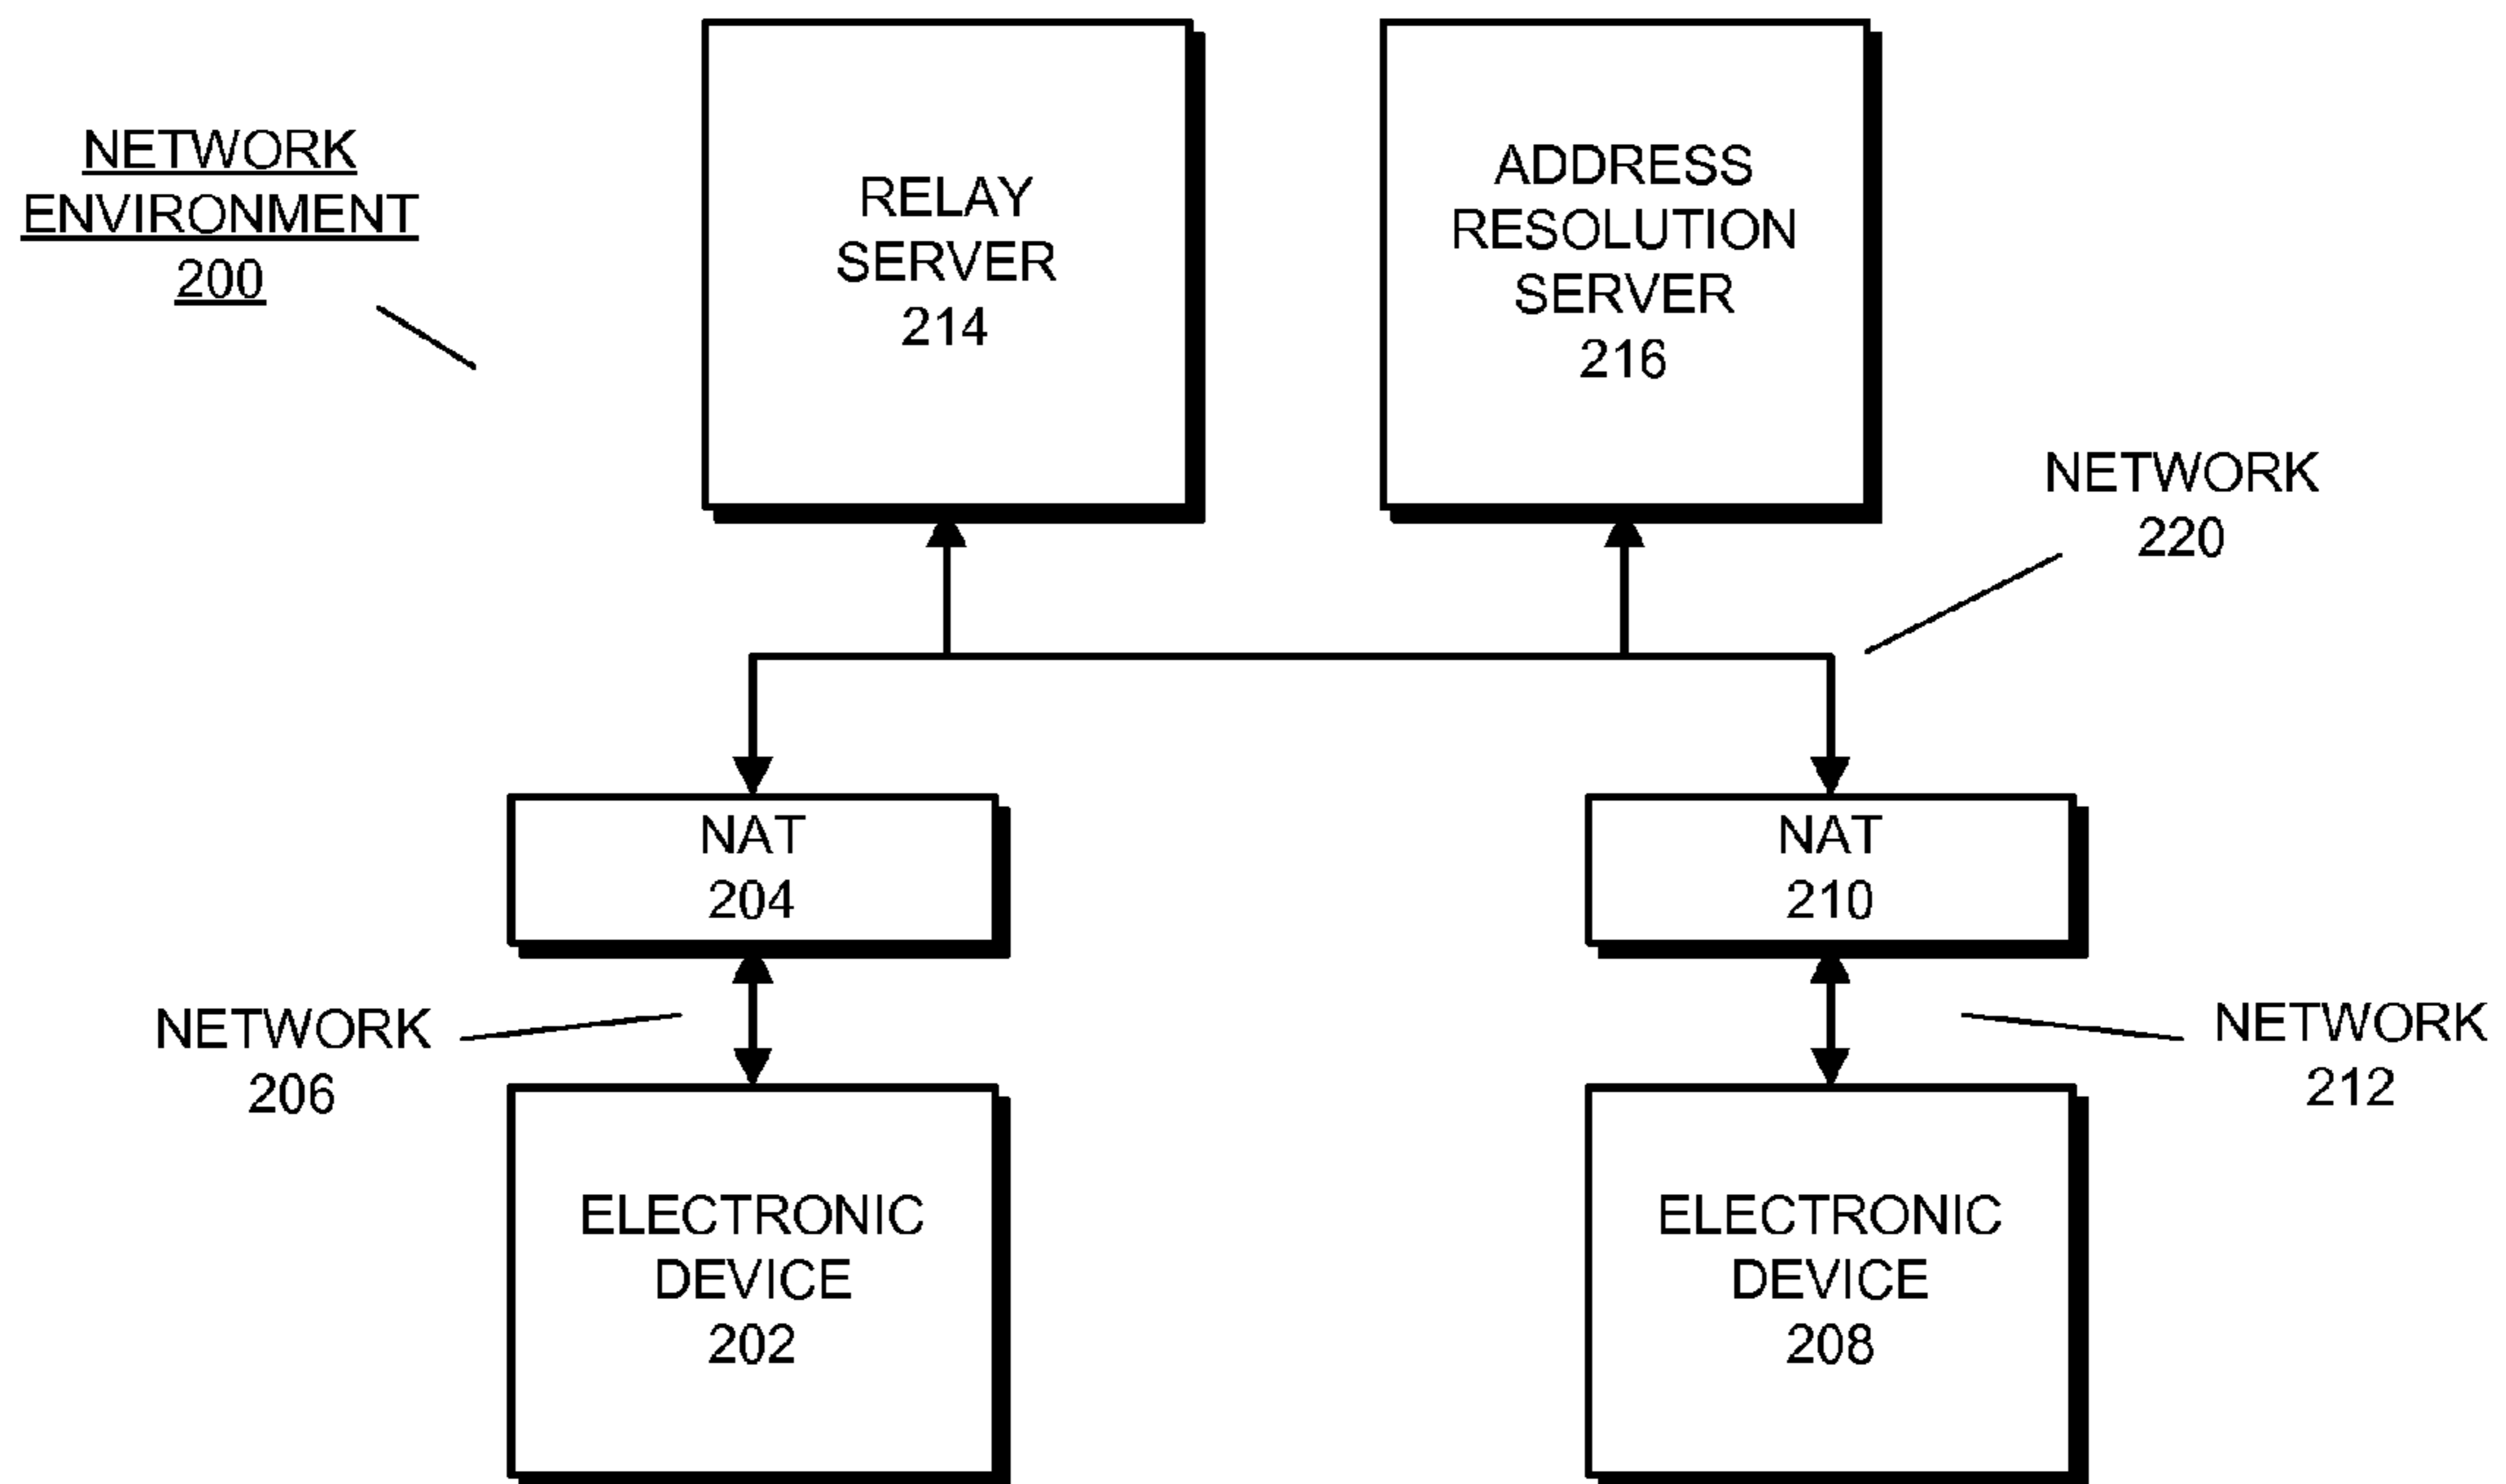 NETWORK
ENVIRONMENT
200
RELAY
SERVER
214
ADDRESS
RESOLUTION
SERVER
216
NETWORK
220
NAT
204
NAT
210
NETWORK
206
NETWORK
212
ELECTRONIC
DEVICE
202
ELECTRONIC
DEVICE
208